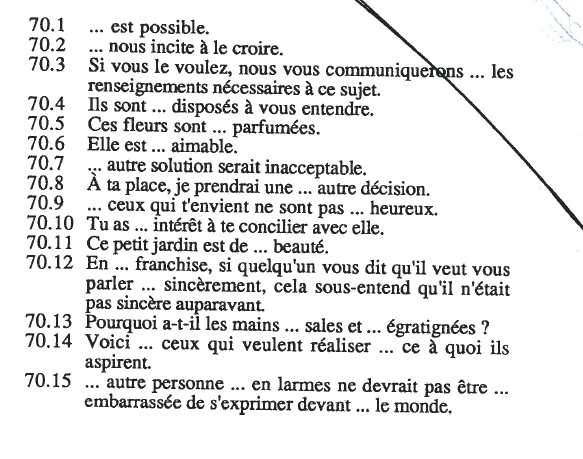 70.1 ... est possible.
70.2 ... nous incite à le croire.
70.3 Si vous le voulez, nous vous communiquerons ... les
renseignements nécessaires à ce sujet.
70.4 Ils sont ... disposés à vous entendre.
70.5 Ces fleurs sont ... parfumées.
70.6 Elle est ... aimable.
70.7 ... autre solution serait inacceptable.
70.8 À ta place, je prendrai une ... autre décision.
70.9 ... ceux qui t'envient ne sont pas ... heureux.
70.10 Tu as ... intérêt à te concilier avec elle.
70.11 Ce petit jardin est de ... beauté.
70.12 En ... franchise, si quelqu'un vous dit qu'il veut vous
parler ... sincèrement, cela sous-entend qu'il n'était
pas sincère auparavant.
70.13 Pourquoi a-t-il les mains ... sales et ... égratignées ?
70.14 Voici ... ceux qui veulent réaliser ... ce à quoi ils
aspirent.
70.15 ... autre personne ... en larmes ne devrait pas être ...
embarrassée de s'exprimer devant ... le monde.